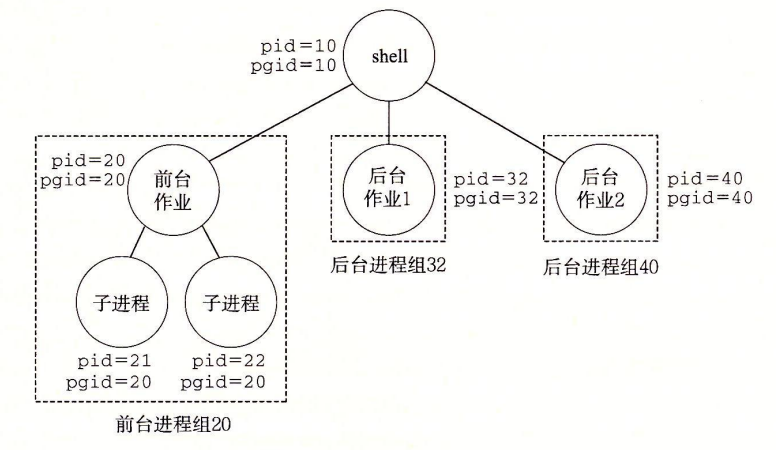 pid=10
pgid=10
shell
pid=20
pgid=20
前台
作业
后台
作业1
pid=32
pgid=32
后台
作业2
pid=40
pgid=40
后台进程组32
后台进程组40
子进程
子进程
pid=21
pgid=20
pid=22
pgid=20
前台进程组20